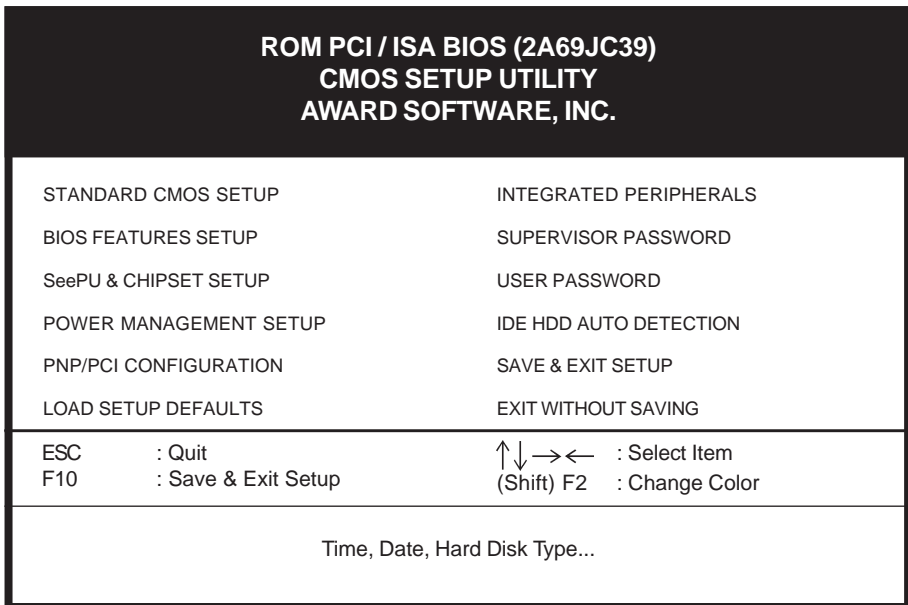 ROM PCI / ISA BIOS (2A69JC39)
CMOS SETUP UTILITY
AWARD SOFTWARE, INC.
STANDARD CMOS SETUP
BIOS FEATURES SETUP
SeePU & CHIPSET SETUP
POWER MANAGEMENT SETUP
PNP/PCI CONFIGURATION
LOAD SETUP DEFAULTS
INTEGRATED PERIPHERALS
SUPERVISOR PASSWORD
USER PASSWORD
IDE HDD AUTO DETECTION
SAVE & EXIT SETUP
EXIT WITHOUT SAVING
ESC : Quit
F10 : Save & Exit Setup
↑↓→← : Select Item
(Shift) F2 : Change Color
Time, Date, Hard Disk Type...